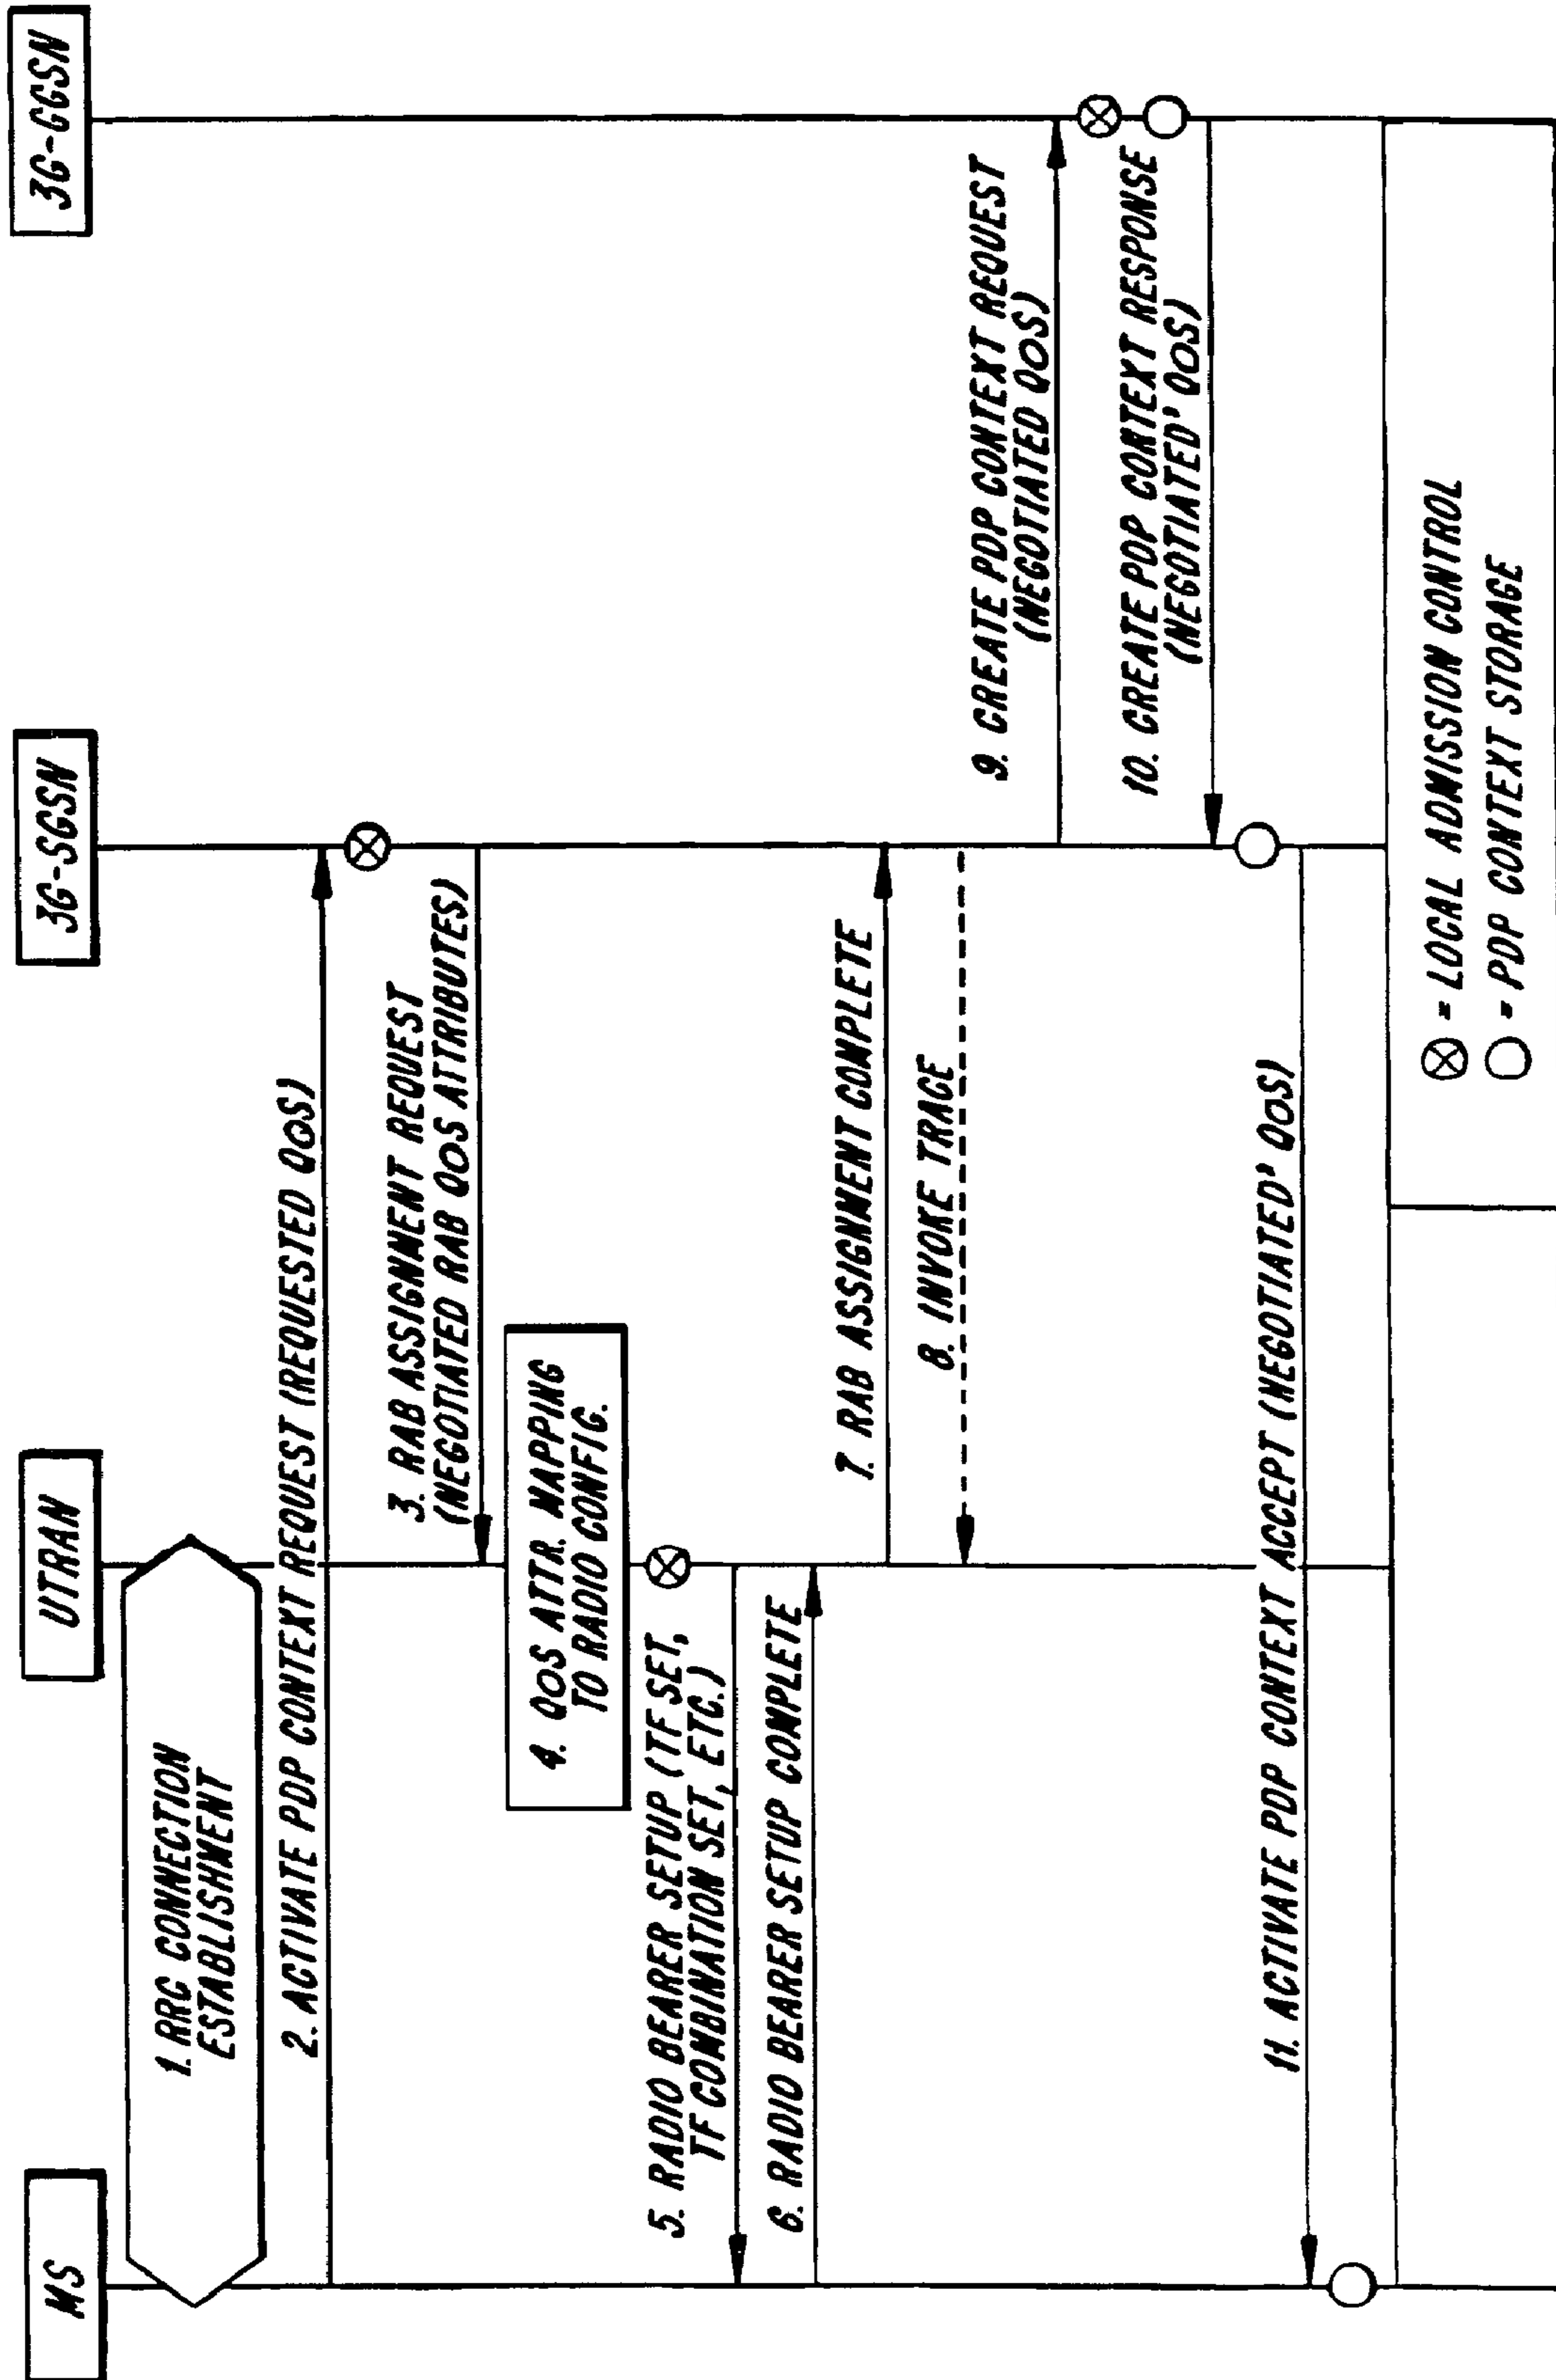 MS
UTRAN
3G-SGSN
3G-GGSN
1. RRC CONNECTION
ESTABLISHMENT
2. ACTIVATE PDP CONTEXT REQUEST (REQUESTED QOS)
3. RAB ASSIGNMENT REQUEST
(NEGOTIATED RAB QOS ATTRIBUTES)
4. QOS ATTR. MAPPING
TO RADIO CONFIG.
5. RADIO BEARER SETUP (TF SET,
TF COMBINATION SET, ETC.)
6. RADIO BEARER SETUP COMPLETE
7. RAB ASSIGNMENT COMPLETE
8. INVOKE TRACE
9. CREATE PDP CONTEXT REQUEST
(NEGOTIATED QOS)
10. CREATE PDP CONTEXT RESPONSE
(NEGOTIATED' QOS)
11. ACTIVATE PDP CONTEXT ACCEPT (NEGOTIATED' QOS)
= LOCAL ADMISSION CONTROL
= PDP CONTEXT STORAGE